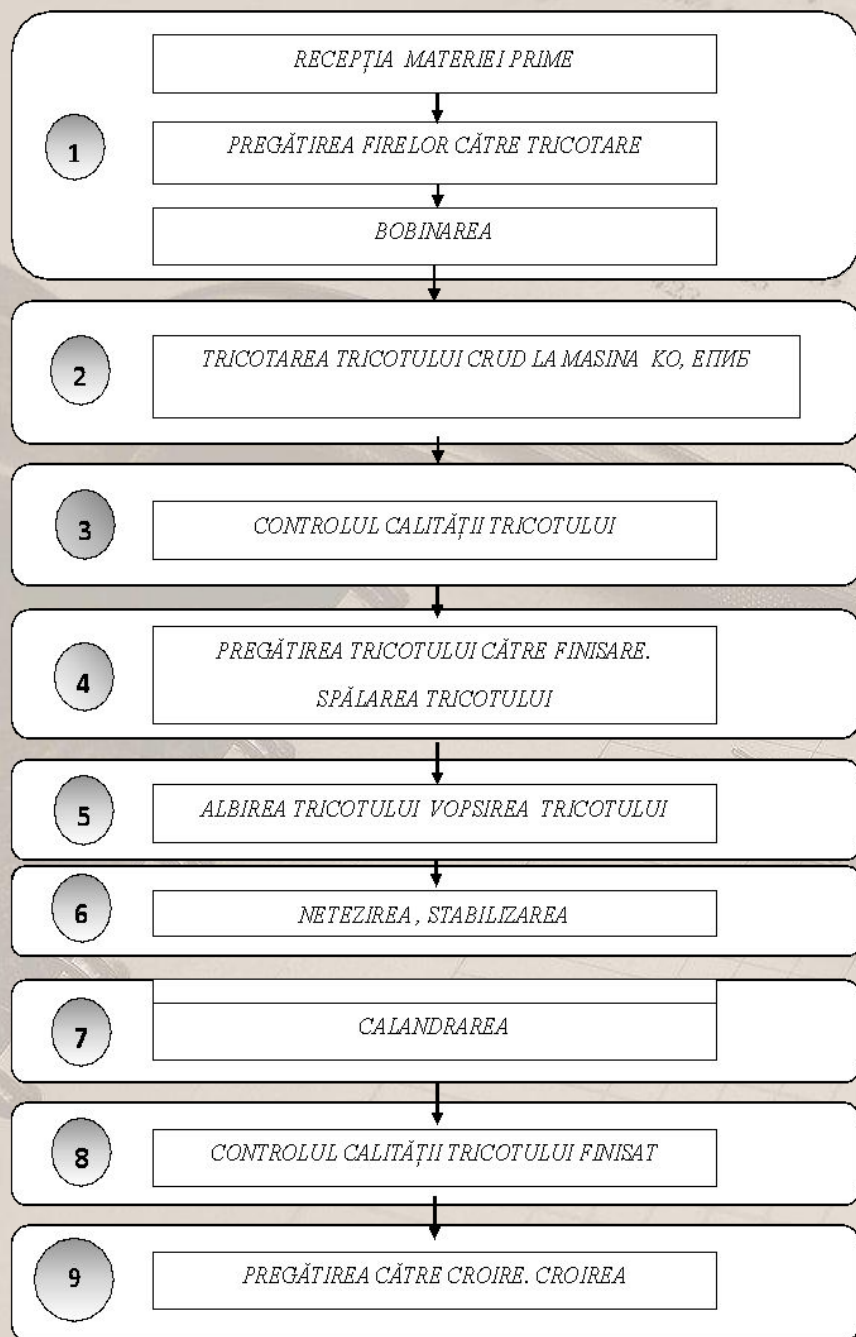 RECEPȚIA MATERIEI PRIME
1
PREGĂTIREA FIRELOR CĂTRE TRICOTARE
BOBINAREA
2
TRICOTAREA TRICOTULUI CRUD LA MASINA KO, ЕПИБ
3
CONTROLUL CALITĂȚII TRICOTULUI
4
PREGĂTIREA TRICOTULUI CĂTRE FINISARE.
SPĂLAREA TRICOTULUI
5
ALBIREA TRICOTULUI VOPSIREA TRICOTULUI
6
NETEZIREA , STABILIZAREA
7
CALANDRAREA
8
CONTROLUL CALITĂȚII TRICOTULUI FINISAT
9
PREGĂTIREA CĂTRE CROIRE. CROIREA